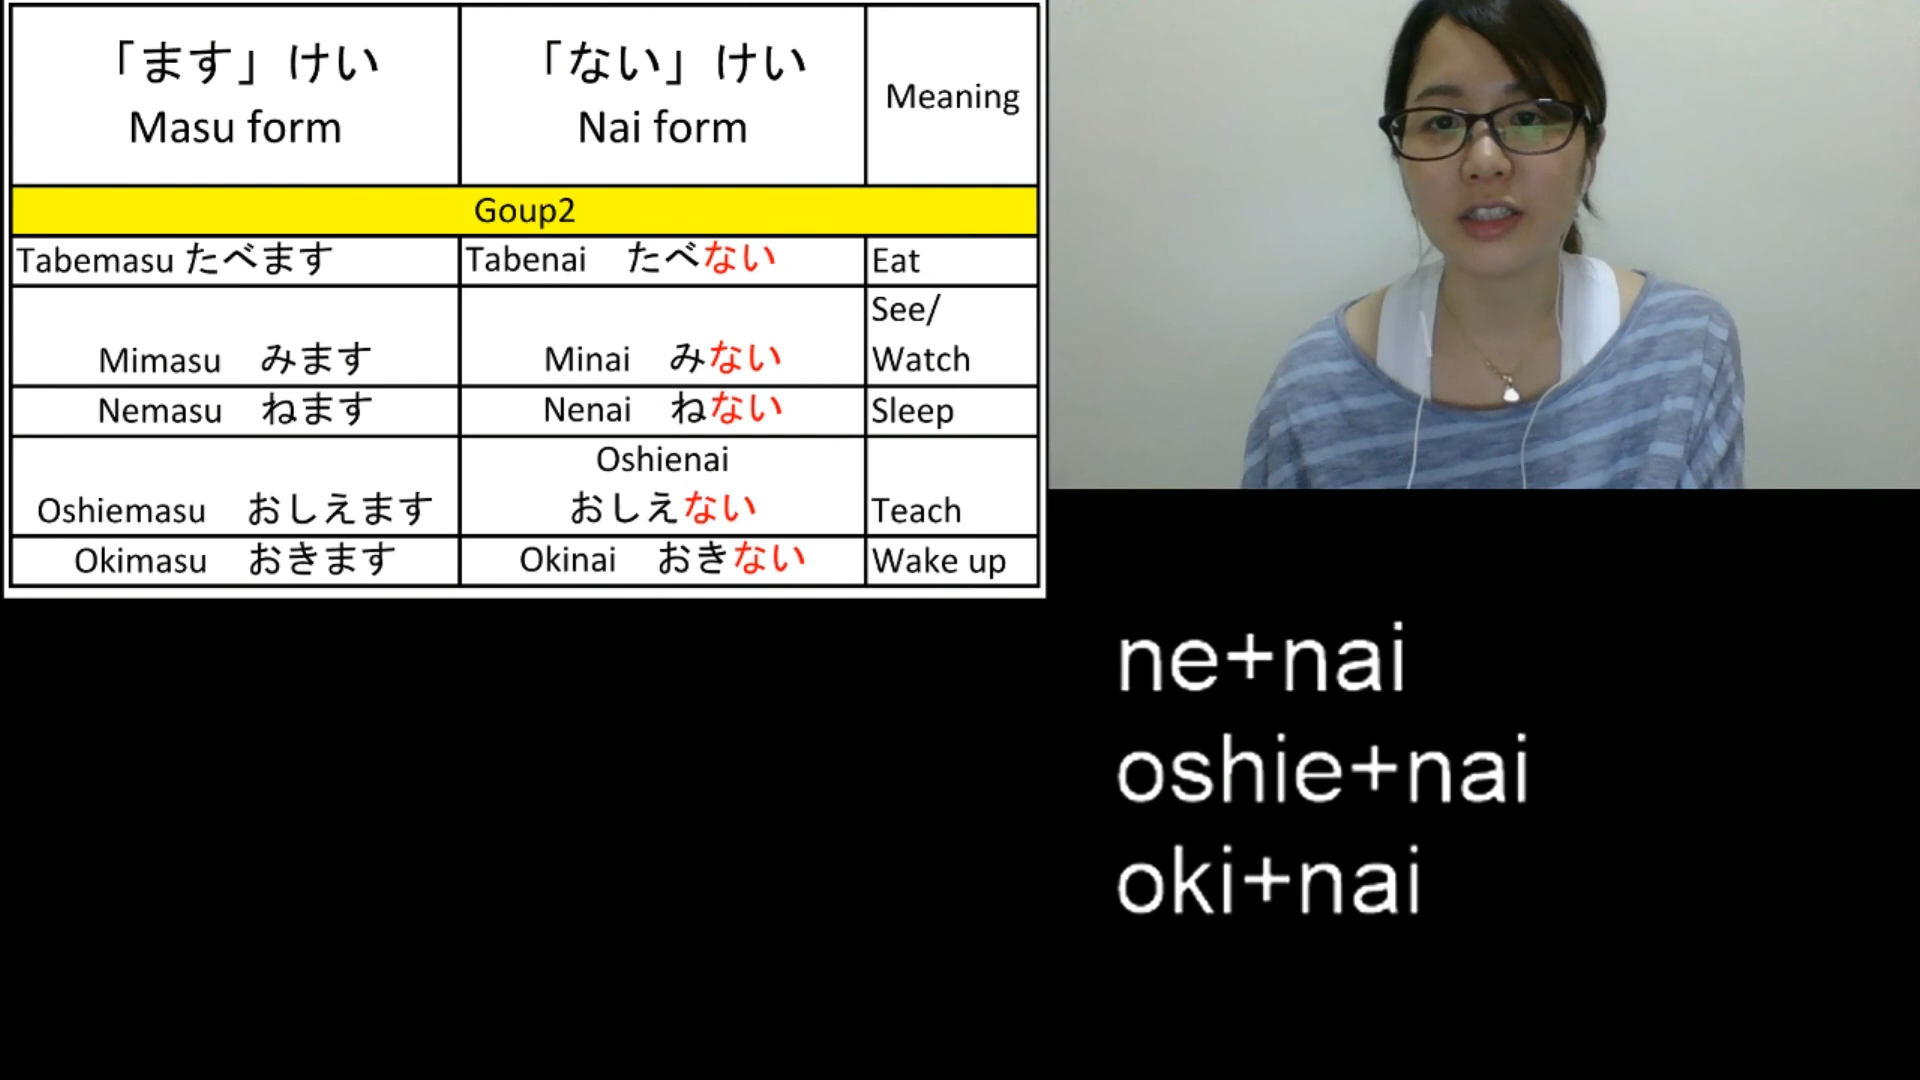 「ます」けい
Masu form
「ない」けい
Nai form
Meaning
Goup2
Tabemasu たべます
Tabenai たべない
Eat
Mimasu みます
Minai みない
See/
Watch
Nemasu ねます
Nenai ねない
Sleep
Oshiemasu おしえます
Oshienai
おしえない
Teach
Okimasu おきます
Okinai おきない
Wake up
ne+nai
oshie+nai
oki+nai